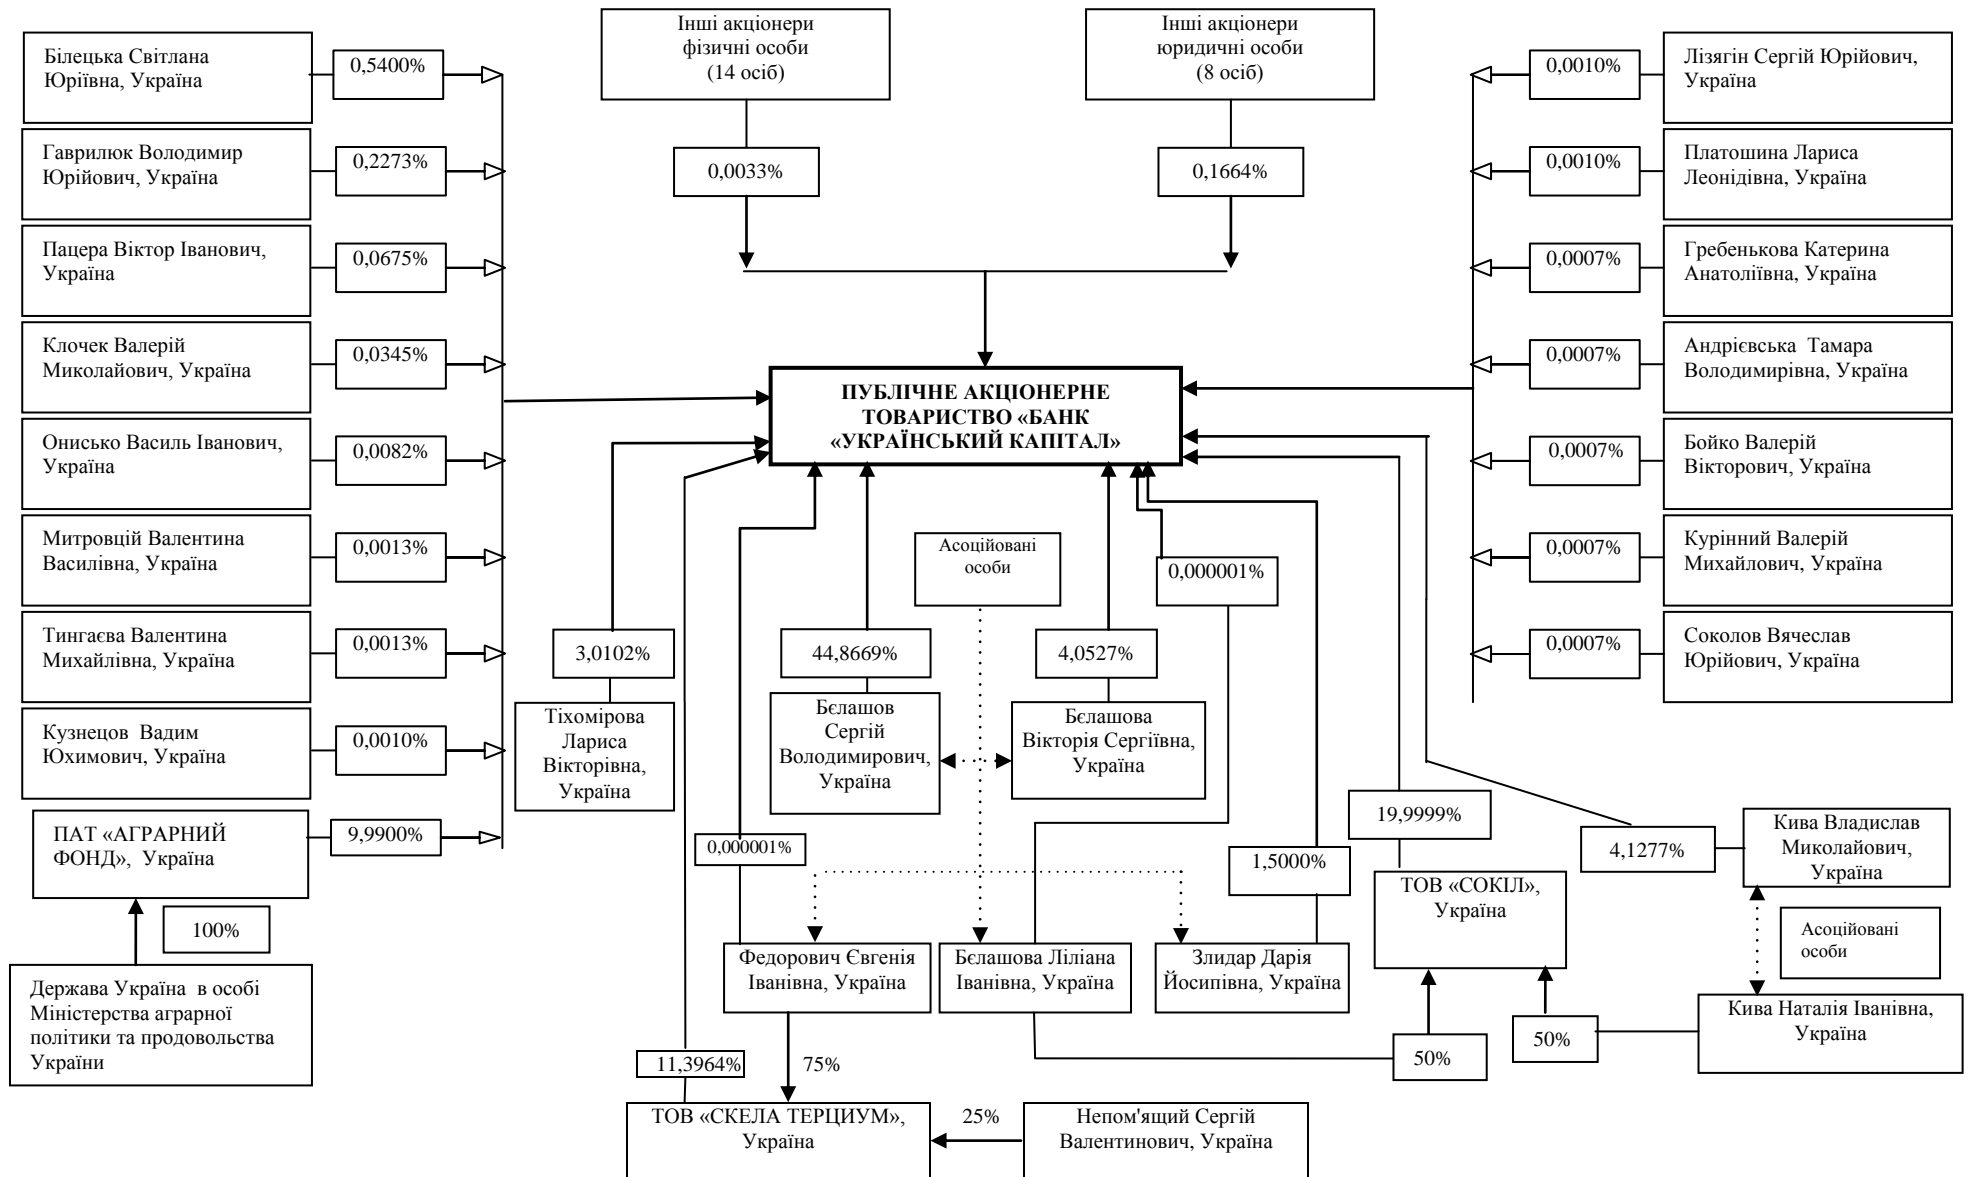 Інші акціонери
фізичні особи
(14 осіб)
0,0033%
Інші акціонери
юридичні особи
(8 осіб)
0,1664%
Білецька Світлана
Юріївна, Україна
0,5400%
Гаврилюк Володимир
Юрійович, Україна
0,2273%
Пацера Віктор Іванович,
Україна
0,0675%
Клочек Валерій
Миколайович, Україна
0,0345%
Онисько Василь Іванович,
Україна
0,0082%
Митровцій Валентина
Василівна, Україна
0,0013%
Тингаєва Валентина
Михайлівна, Україна
0,0013%
Кузнецов Вадим
Юхимович, Україна
0,0010%
ПАТ «АГРАРНИЙ
ФОНД», Україна
9,9900%
100%
Держава Україна в особі
Міністерства аграрної
політики та продовольства
України
ПУБЛІЧНЕ АКЦІОНЕРНЕ
ТОВАРИСТВО «БАНК
«УКРАЇНСЬКИЙ КАПІТАЛ»
0,0010%
Лізягін Сергій Юрійович,
Україна
0,0010%
Платошина Лариса
Леонідівна, Україна
0,0007%
Гребенькова Катерина
Анатоліївна, Україна
0,0007%
Андрієвська Тамара
Володимирівна, Україна
0,0007%
Бойко Валерій
Вікторович, Україна
0,0007%
Курінний Валерій
Михайлович, Україна
0,0007%
Соколов Вячеслав
Юрійович, Україна
Асоційовані
особи
0,000001%
3,0102%
Тіхомірова
Лариса
Вікторівна,
Україна
44,8669%
Бєлашов
Сергій
Володимирович,
Україна
4,0527%
Бєлашова
Вікторія Сергіївна,
Україна
0,000001%
1,5000%
19,9999%
ТОВ «СОКІЛ»,
Україна
4,1277%
Кива Владислав
Миколайович,
Україна
Асоційовані
особи
Кива Наталія Іванівна,
Україна
50%
50%
Федорович Євгенія
Іванівна, Україна
Бєлашова Ліліана
Іванівна, Україна
Злидар Дарія
Йосипівна, Україна
11,3964%
75%
ТОВ «СКЕЛА ТЕРЦИУМ»,
Україна
25%
Непом'ящий Сергій
Валентинович, Україна